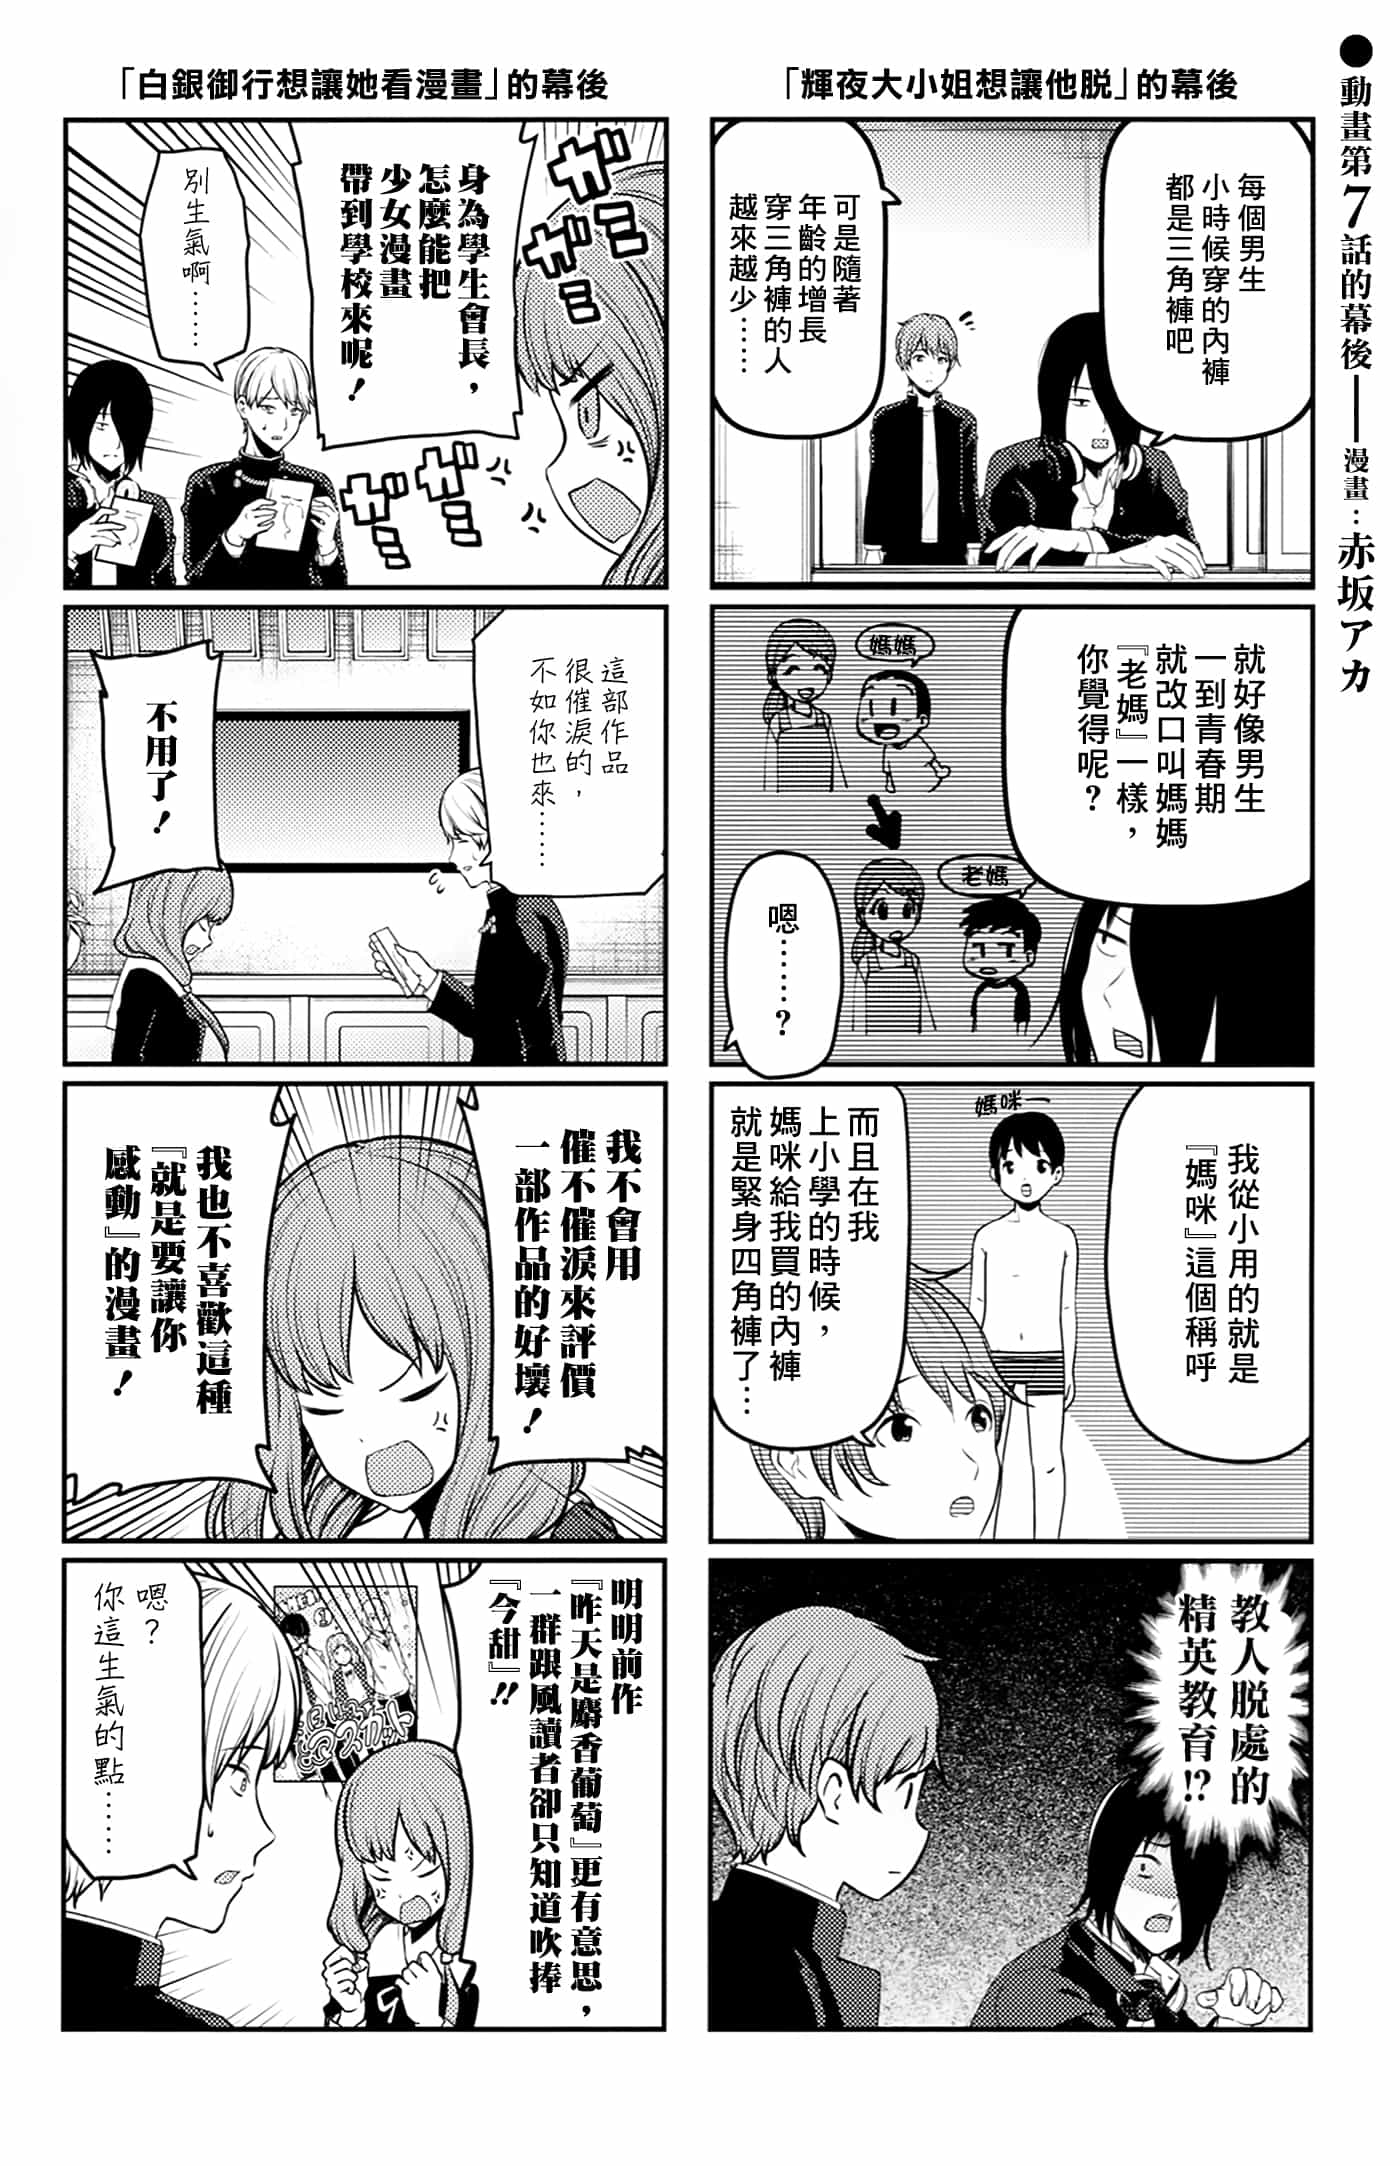 ●動畫第7話的幕後——漫畫：赤坂アカ
「輝夜大小姐想讓他脱」的幕後
每個男生
小時候穿的內褲
都是三角褲吧
可是隨著
年齡的增長
穿三角褲的人
越來越少……
就好像男生
一到青春期
就改口叫媽媽
『老媽』一樣，
你覺得呢？
媽媽
老媽
嗯……？
我從小用的就是
『媽咪』這個稱呼
媽咪一
而且在我
上小學的時候，
媽咪給我買的內褲
就是緊身四角褲了…
教人脱處的
精英教育!?
「白銀御行想讓她看漫畫」的幕後
ガミガミ
身為學生會長，
怎麼能把
少女漫畫
帶到學校來呢！
ガミガミ
別生氣啊……
這部作品
很催淚的，
不如你也來……
不用了！
我不會用
催不催淚來評價
一部作品的好壞！
我也不喜歡這種
『就是要讓你
感動』的漫畫！
明明前作
『昨天是麝香葡萄』更有意思，
一群跟風讀者卻只知道吹捧
『今甜』!!
嗯？
你這生氣的點……